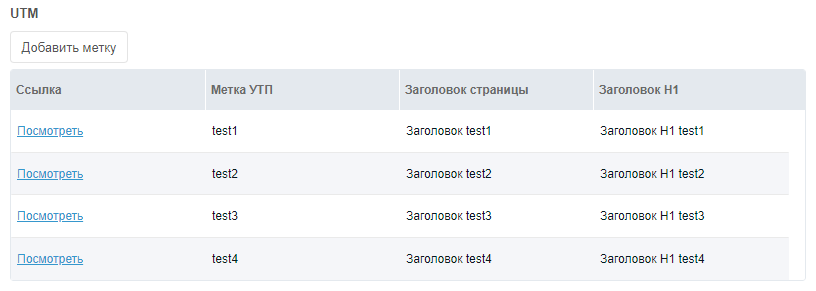 UTM
Добавить метку
Ссылка Метка УТП Заголовок страницы Заголовок H1
Посмотреть test1 Заголовок test1 Заголовок H1 test1
Посмотреть test2 Заголовок test2 Заголовок H1 test2
Посмотреть test3 Заголовок test3 Заголовок H1 test3
Посмотреть test4 Заголовок test4 Заголовок H1 test4